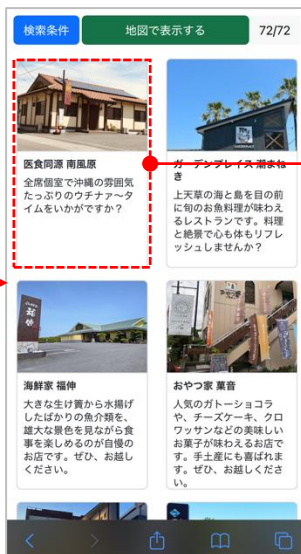 検索条件
地図で表示する
72/72
医食同源 南風原
全席個室で沖縄の雰囲気
たっぷりのウチナア〜タ
イムをいかがですか？
ガーデンプレイス 潮まね
き
上天草の海と島を目の前
に旬のお魚料理が味わえ
るレストランです。料理
と絶景で心も体もリフレ
ッシュしませんか？
海鮮家 福伸
大きな生け簀から水揚げ
したばかりの魚介類を、
雄大な景色を見ながら食
事を楽しめるのが自慢の
お店です。ぜひ、お越し
ください。
おやつ家 菓音
人気のガトーショコラ
や、チーズケーキ、クロ
ワッサンなどの美味しい
お菓子が味わえるお店で
す。手土産にも喜ばれま
す。ぜひ、お越しくださ
い。